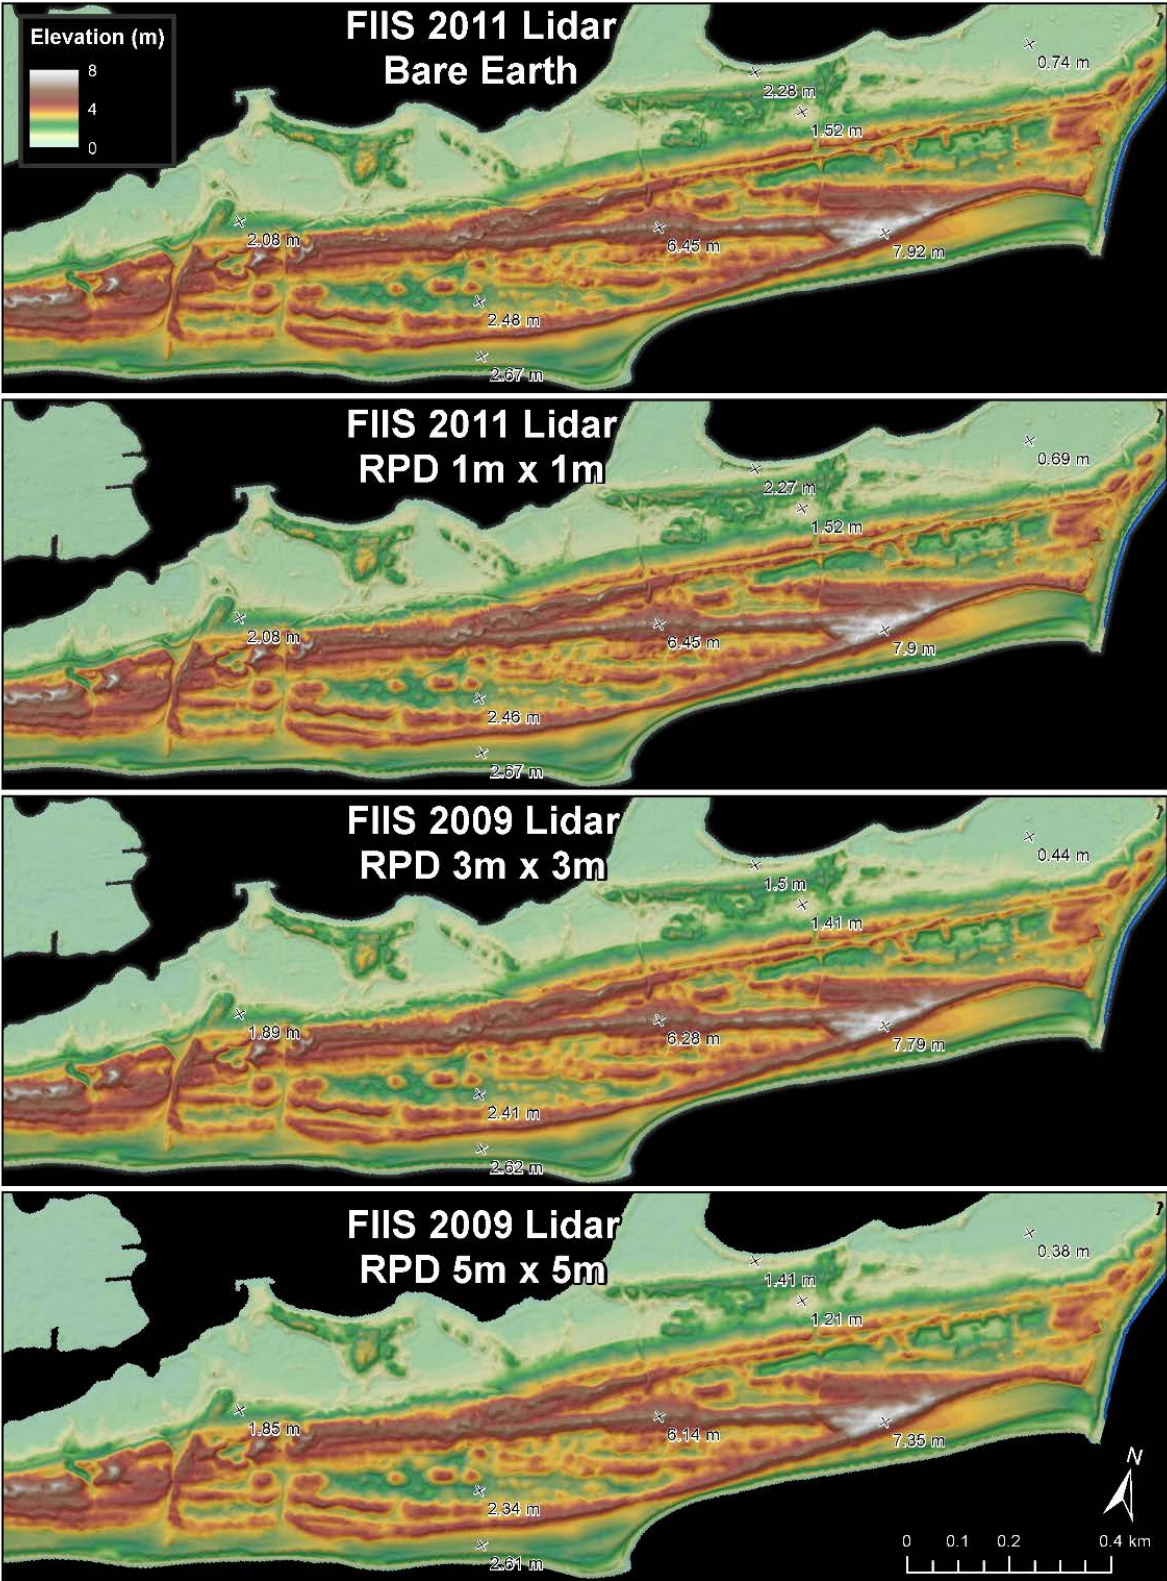 FIIS 2011 Lidar
Bare Earth
Elevation (m)
8
4
0
0.74 m
2.28 m
1.52 m
2.08 m
6.45 m
7.92 m
2.48 m
2.67 m
FIIS 2011 Lidar
RPD 1m x 1m
0.69 m
2.27 m
1.52 m
2.08 m
6.45 m
7.9 m
2.46 m
2.67 m
FIIS 2009 Lidar
RPD 3m x 3m
0.44 m
1.5 m
1.41 m
1.89 m
6.28 m
7.79 m
2.41 m
2.62 m
FIIS 2009 Lidar
RPD 5m x 5m
0.38 m
1.41 m
1.21 m
1.85 m
6.14 m
7.35 m
2.34 m
2.61 m
N
0 0.1 0.2 0.4 km